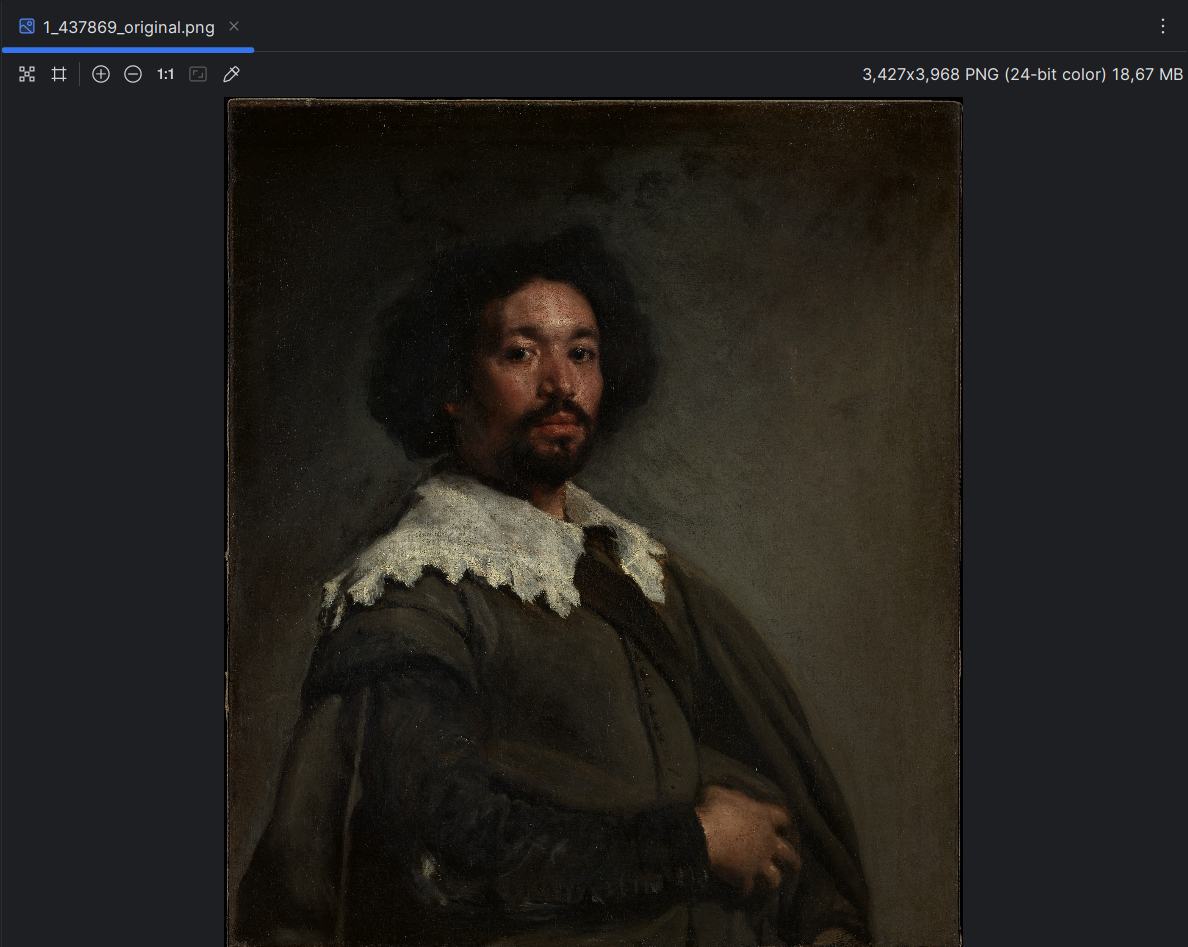 1_437869_original.png
1:1
3,427x3,968 PNG (24-bit color) 18,67 MB